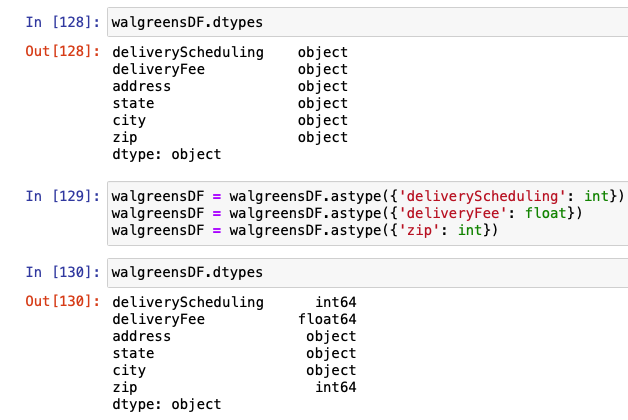 In [128]: walgreensDF.dtypes
Out[128]: deliveryScheduling    object
deliveryFee           object
address               object
state                 object
city                  object
zip                   object
dtype: object
In [129]: walgreensDF = walgreensDF.astype({'deliveryScheduling': int})
walgreensDF = walgreensDF.astype({'deliveryFee': float})
walgreensDF = walgreensDF.astype({'zip': int})
In [130]: walgreensDF.dtypes
Out[130]: deliveryScheduling      int64
deliveryFee           float64
address                object
state                  object
city                   object
zip                     int64
dtype: object